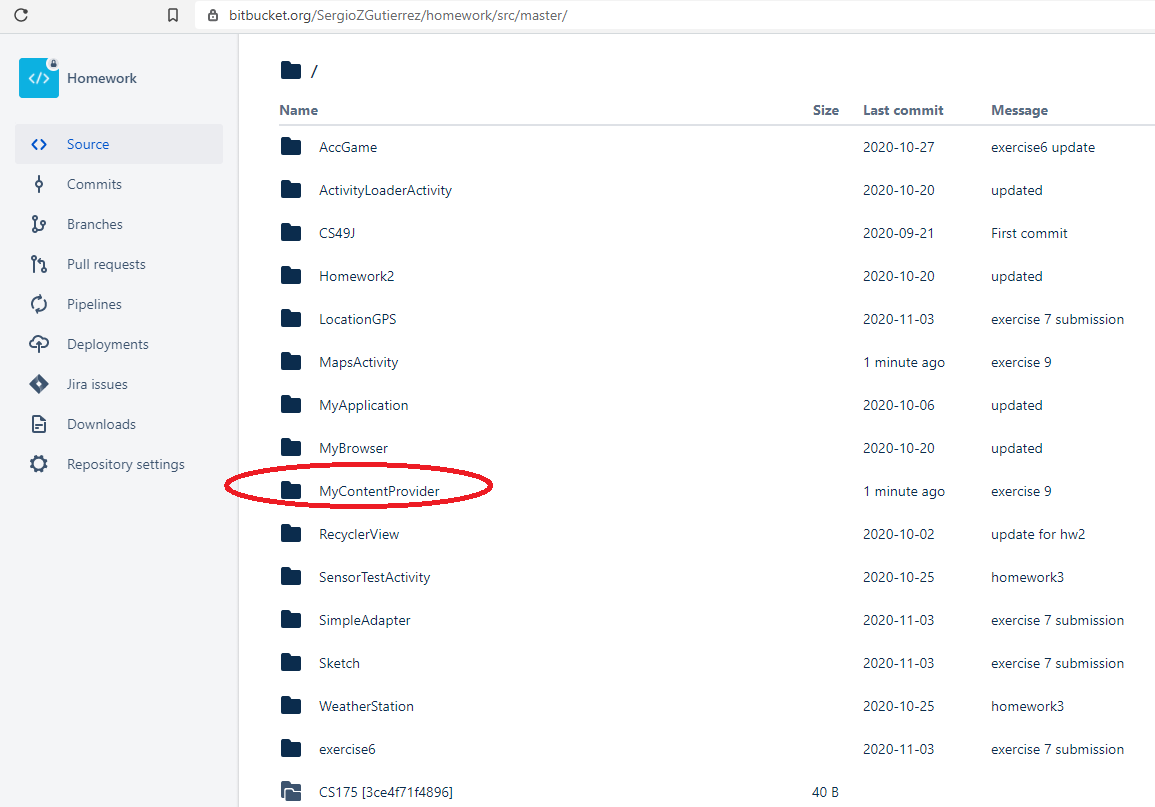 bitbucket.org/SergioZGutierrez/homework/src/master/
Homework
Source
Commits
Branches
Pull requests
Pipelines
Deployments
Jira issues
Downloads
Repository settings
/
Name Size Last commit Message
AccGame 2020-10-27 exercise6 update
ActivityLoaderActivity 2020-10-20 updated
CS49J 2020-09-21 First commit
Homework2 2020-10-20 updated
LocationGPS 2020-11-03 exercise 7 submission
MapsActivity 1 minute ago exercise 9
MyApplication 2020-10-06 updated
MyBrowser 2020-10-20 updated
MyContentProvider 1 minute ago exercise 9
RecyclerView 2020-10-02 update for hw2
SensorTestActivity 2020-10-25 homework3
SimpleAdapter 2020-11-03 exercise 7 submission
Sketch 2020-11-03 exercise 7 submission
WeatherStation 2020-10-25 homework3
exercise6 2020-11-03 exercise 7 submission
CS175 [3ce4f71f4896] 40 B